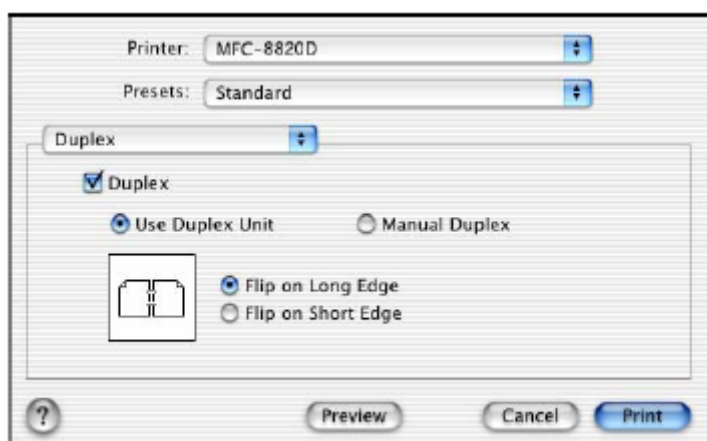 Printer: MFC-8820D
Presets: Standard
Duplex
Duplex
Use Duplex Unit Manual Duplex
Flip on Long Edge
Flip on Short Edge
? Preview Cancel Print